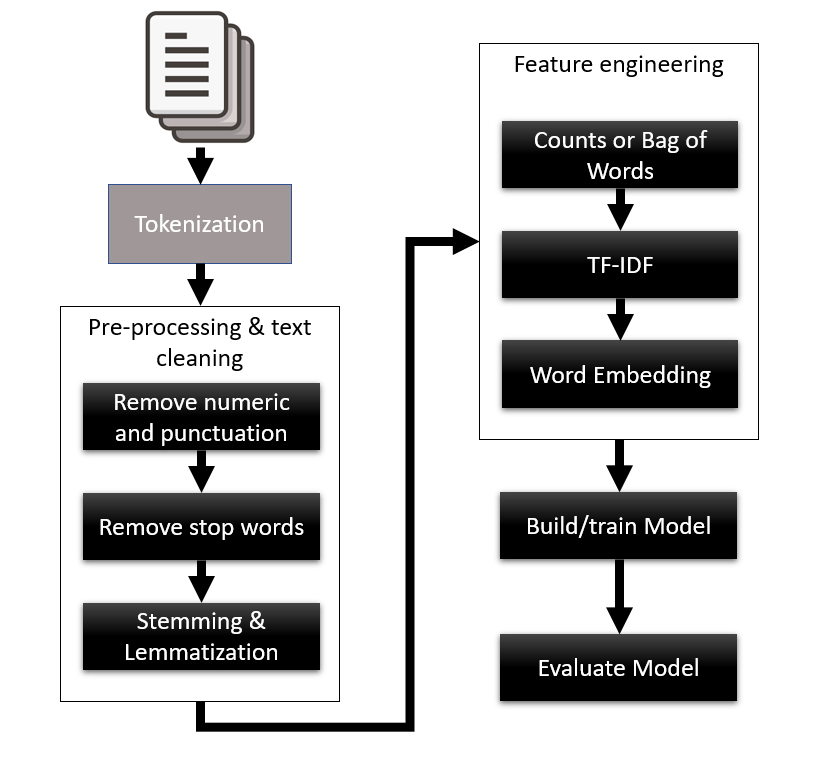 Tokenization
Pre-processing & text
cleaning
Remove numeric
and punctuation
Remove stop words
Stemming &
Lemmatization
Feature engineering
Counts or Bag of
Words
TF-IDF
Word Embedding
Build/train Model
Evaluate Model